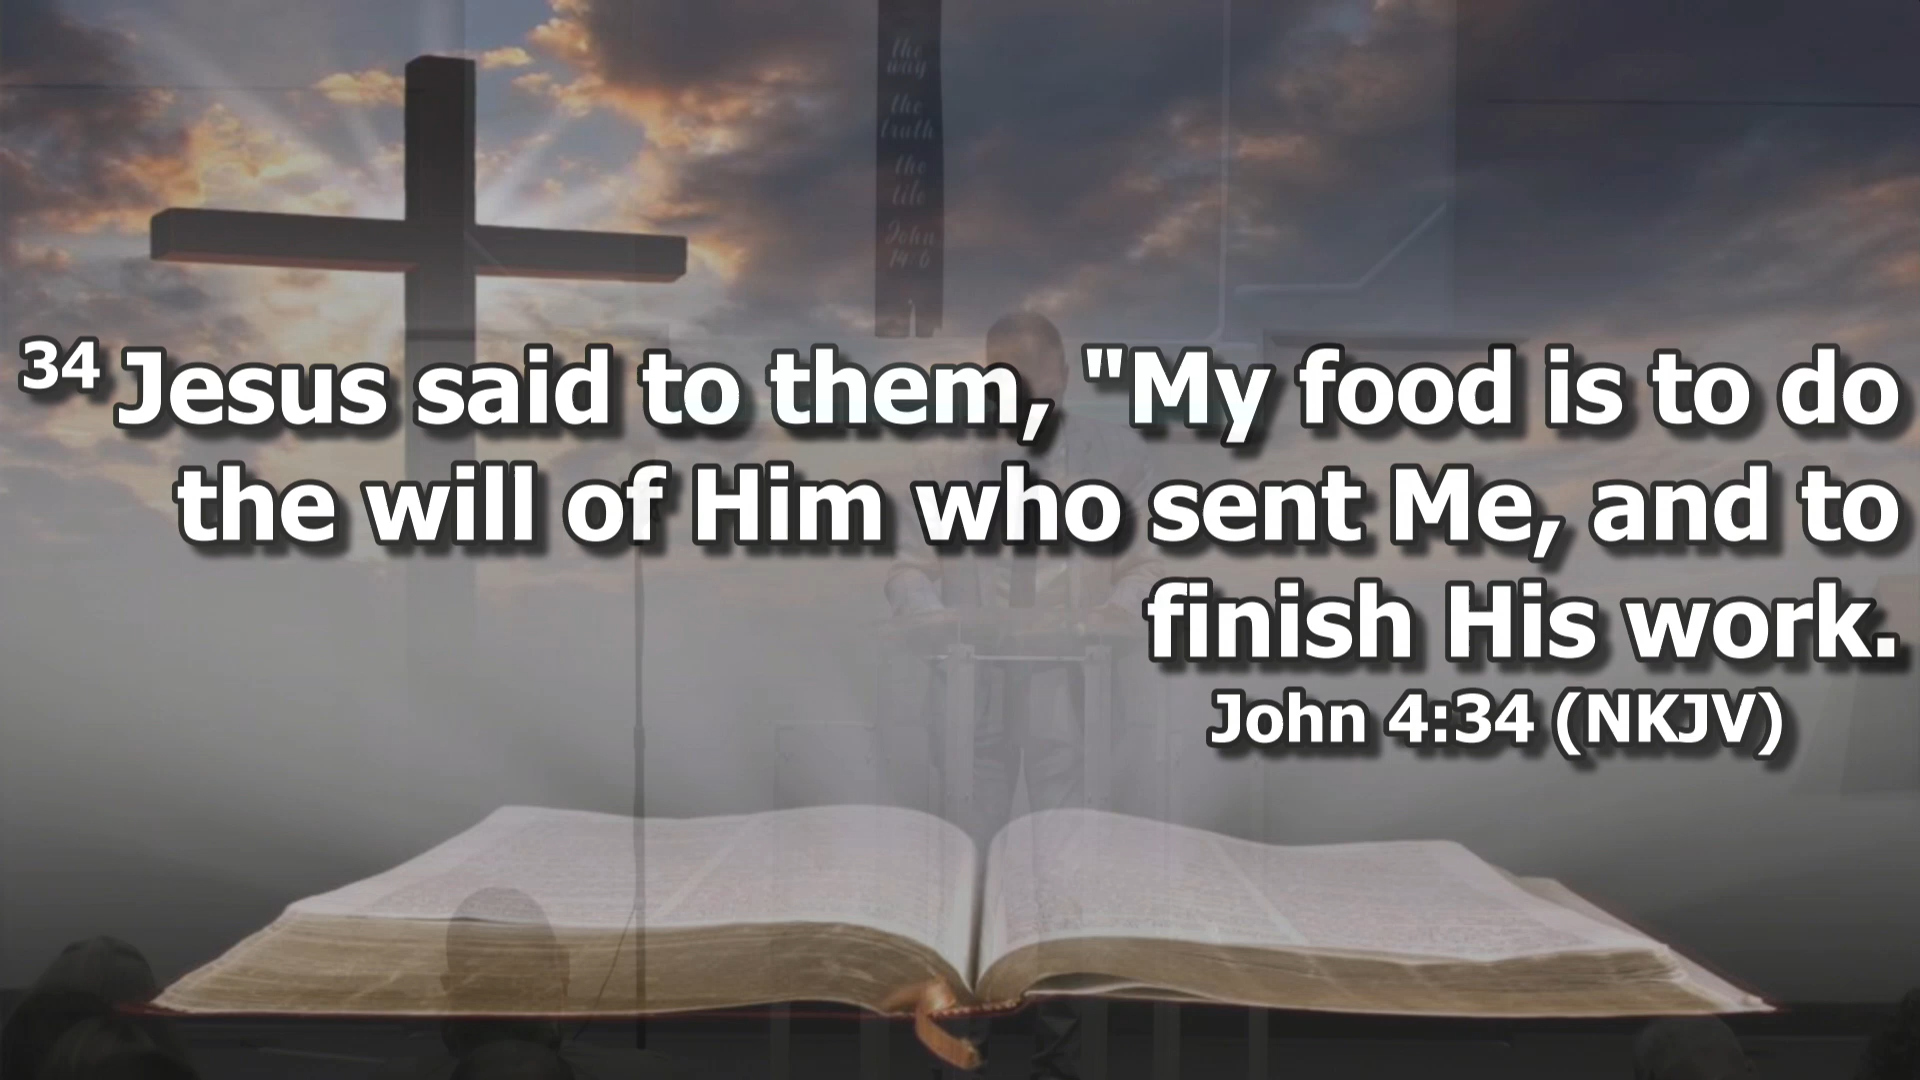 the
way
the
truth
the
life
John
14:6
34 Jesus said to them, "My food is to do
the will of Him who sent Me, and to
finish His work.
John 4:34 (NKJV)